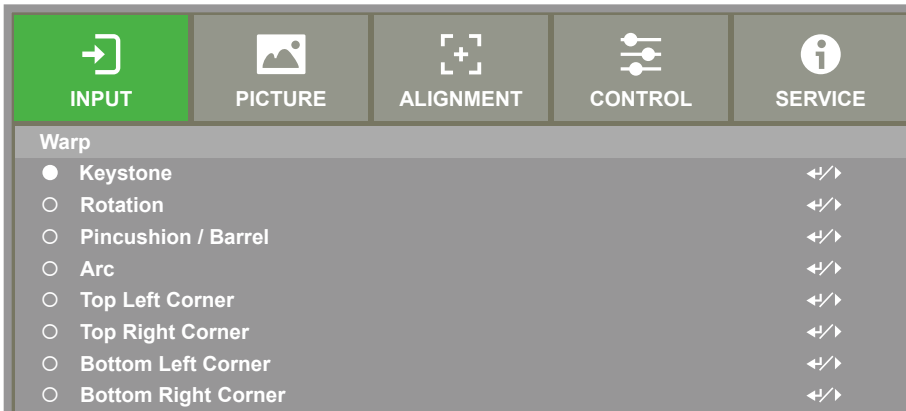 INPUT PICTURE ALIGNMENT CONTROL SERVICE
Warp
Keystone
Rotation
Pincushion / Barrel
Arc
Top Left Corner
Top Right Corner
Bottom Left Corner
Bottom Right Corner